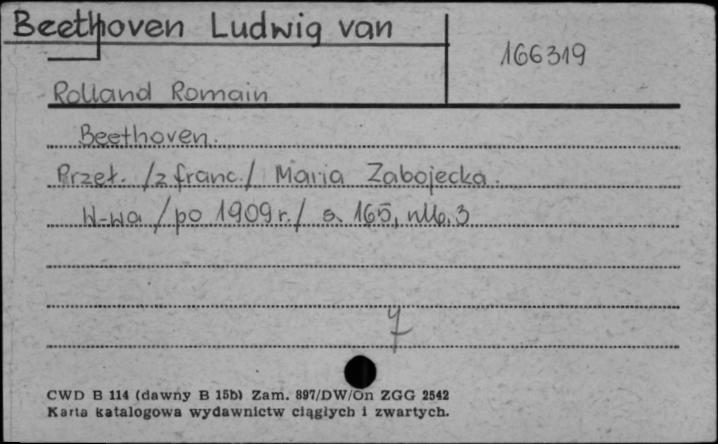 Beethoven Ludwig van
166319
Rolland Romain
Beethoven.
Przeł. /z franc./ Maria Zabojecka.
W-wa /po 1909 r./ s. 165, nlb. 3
CWD B 114 (dawny B 15b) Zam. 897/DW/On ZGG 2542
Karta katalogowa wydawnictw ciągłych i zwartych.